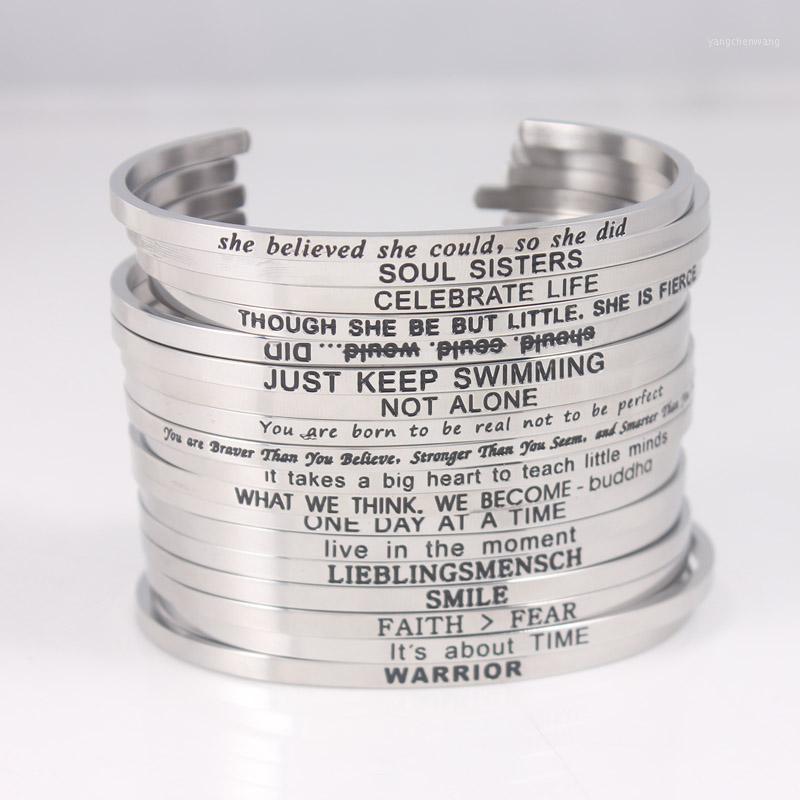 yangchenwang
she believed she could, so she did
SOUL SISTERS
CELEBRATE LIFE
THOUGH SHE BE BUT LITTLE. SHE IS FIERCE
should. could. would... DID
JUST KEEP SWIMMING
NOT ALONE
You are born to be real not to be perfect
You are Braver Than You Believe, Stronger Than You Seem, and Smarter Than
It takes a big heart to teach little minds
WHAT WE THINK. WE BECOME - buddha
ONE DAY AT A TIME
live in the moment
LIEBLINGSMENSCH
SMILE
FAITH > FEAR
It's about TIME
WARRIOR